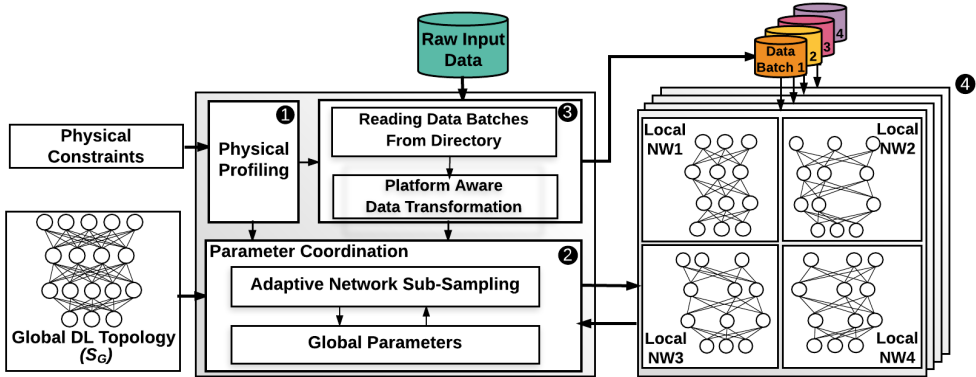 Raw Input
Data
Data
Batch 1
2
3
4
Physical
Constraints
1
Physical
Profiling
3
Reading Data Batches
From Directory
Platform Aware
Data Transformation
Global DL Topology
(SG)
Parameter Coordination
2
Adaptive Network Sub-Sampling
Global Parameters
4
Local
NW1
Local
NW2
Local
NW3
Local
NW4